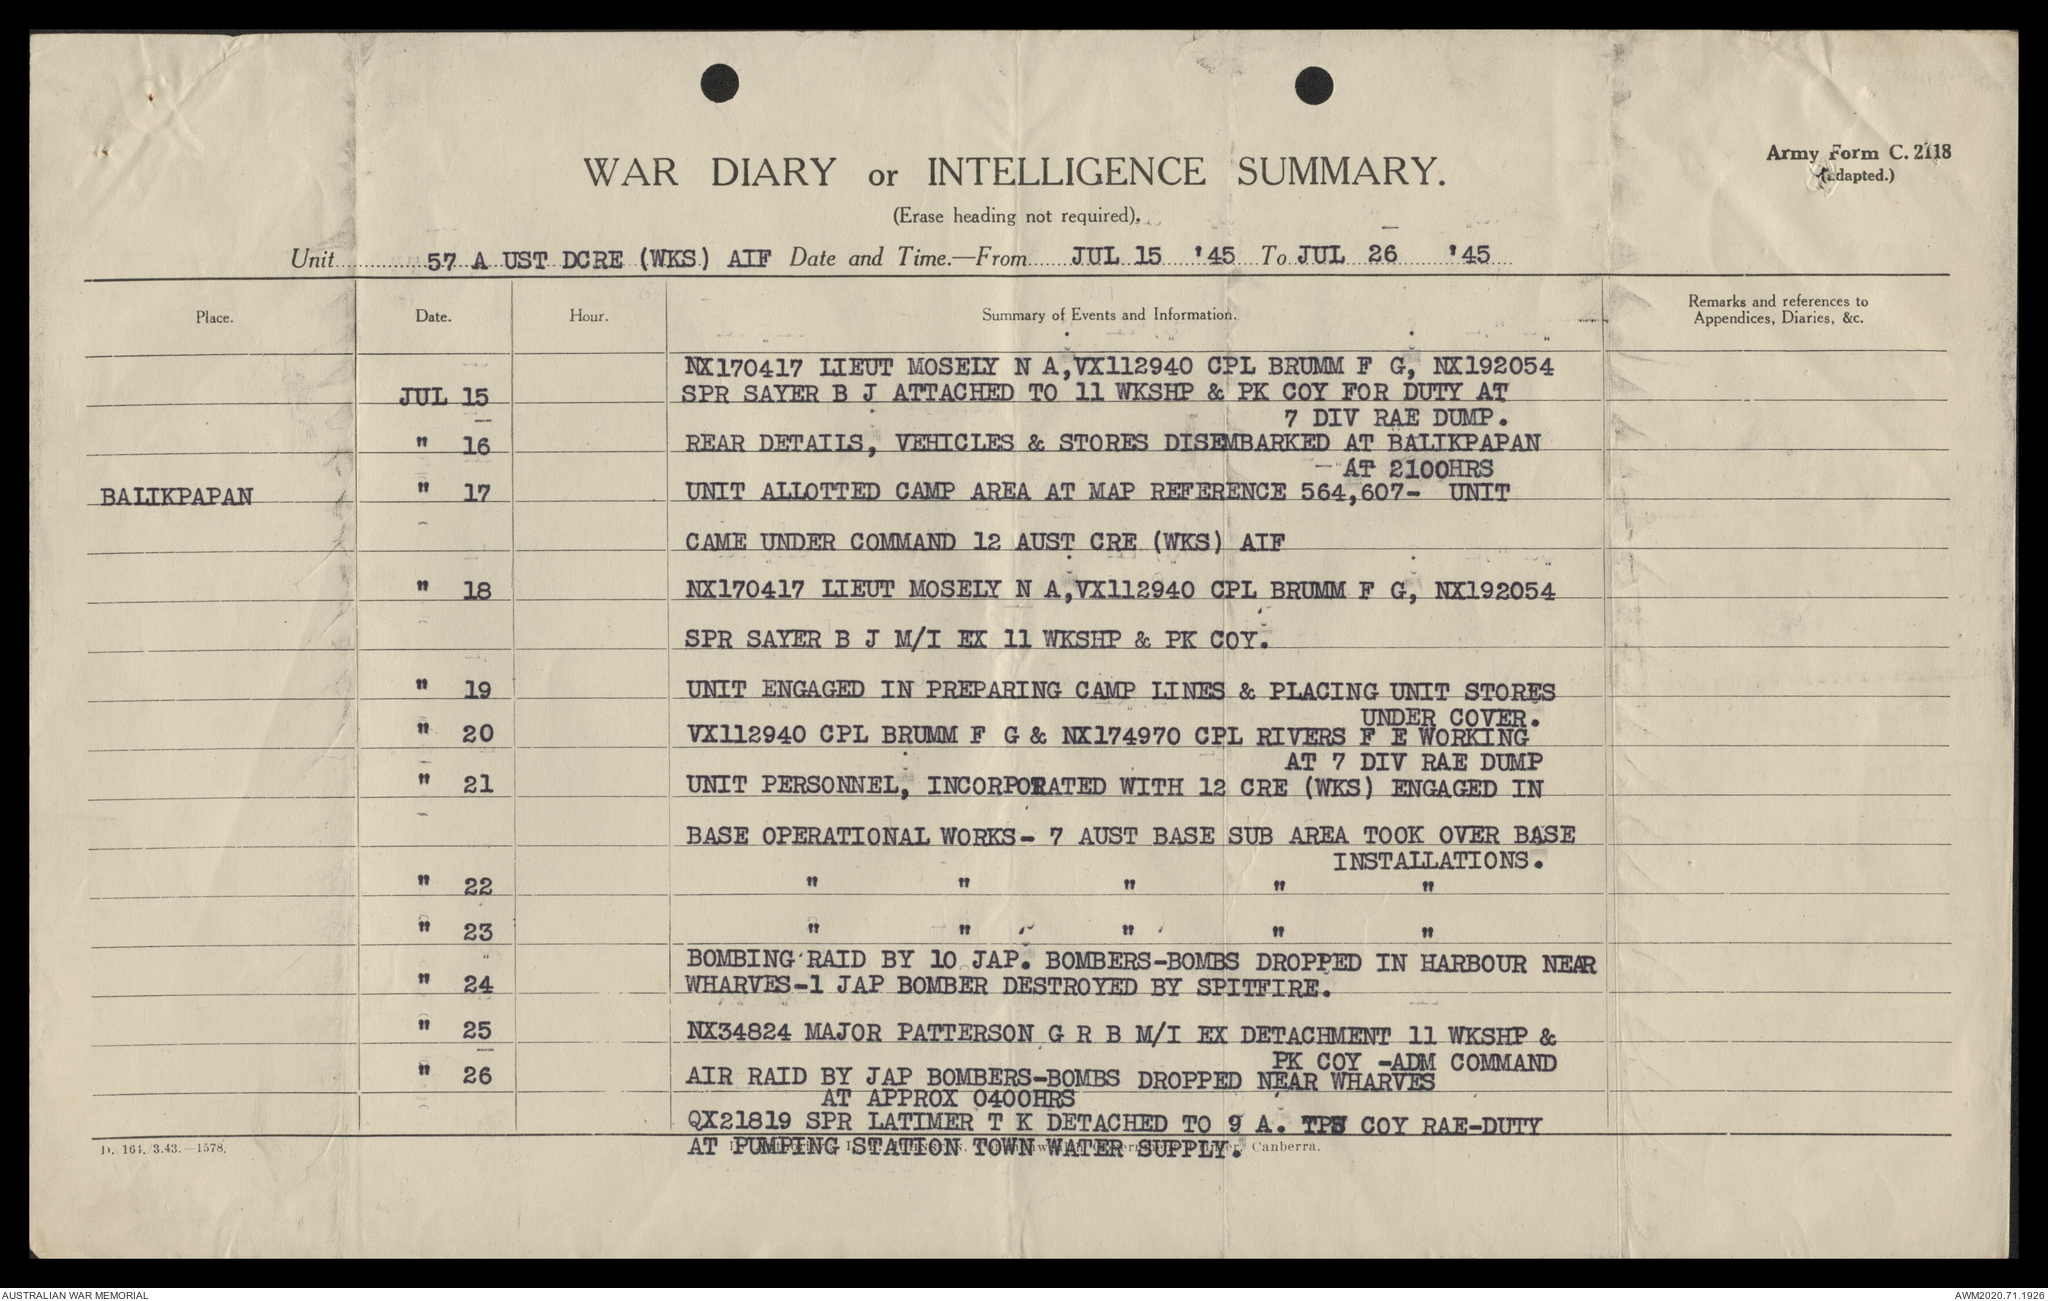 Army Form C. 2118
(adapted.)
WAR DIARY or INTELLIGENCE SUMMARY.
(Erase heading not required).
Unit 57 A UST DCRE (WKS) AIF Date and Time.—From JUL 15 '45 To JUL 26 '45
Place. Date. Hour. Summary of Events and Information. Remarks and references to
Appendices, Diaries, &c.
NX170417 LIEUT MOSELY N A,VX112940 CPL BRUMM F G, NX192054
JUL 15 SPR SAYER B J ATTACHED TO 11 WKSHP & PK COY FOR DUTY AT
7 DIV RAE DUMP.
" 16 REAR DETAILS, VEHICLES & STORES DISEMBARKED AT BALIKPAPAN
- AT 2100HRS
BALIKPAPAN " 17 UNIT ALLOTTED CAMP AREA AT MAP REFERENCE 564,607- UNIT
CAME UNDER COMMAND 12 AUST CRE (WKS) AIF
" 18 NX170417 LIEUT MOSELY N A,VX112940 CPL BRUMM F G, NX192054
SPR SAYER B J M/I EX 11 WKSHP & PK COY.
" 19 UNIT ENGAGED IN PREPARING CAMP LINES & PLACING UNIT STORES
UNDER COVER.
" 20 VX112940 CPL BRUMM F G & NX174970 CPL RIVERS F E WORKING
AT 7 DIV RAE DUMP
" 21 UNIT PERSONNEL, INCORPORATED WITH 12 CRE (WKS) ENGAGED IN
BASE OPERATIONAL WORKS- 7 AUST BASE SUB AREA TOOK OVER BASE
INSTALLATIONS.
" 22 " " " " "
" 23 " " " " "
BOMBING RAID BY 10 JAP. BOMBERS-BOMBS DROPPED IN HARBOUR NEAR
" 24 WHARVES-1 JAP BOMBER DESTROYED BY SPITFIRE.
" 25 NX34824 MAJOR PATTERSON G R B M/I EX DETACHMENT 11 WKSHP &
PK COY -ADM COMMAND
" 26 AIR RAID BY JAP BOMBERS-BOMBS DROPPED NEAR WHARVES
AT APPROX 0400HRS
QX21819 SPR LATIMER T K DETACHED TO 9 A. TPS COY RAE-DUTY
AT PUMPING STATION TOWN WATER SUPPLY.
D. 164. 3.43.—1578. Canberra.
AUSTRALIAN WAR MEMORIAL AWM2020.71.1926